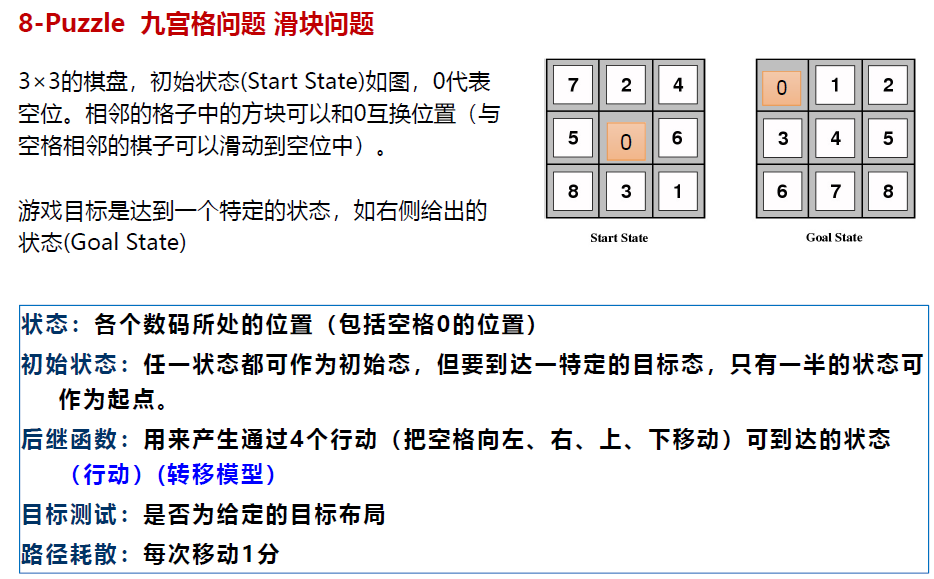 8-Puzzle 九宫格问题 滑块问题
3×3的棋盘，初始状态(Start State)如图，0代表
空位。相邻的格子中的方块可以和0互换位置（与
空格相邻的棋子可以滑动到空位中）。
游戏目标是达到一个特定的状态，如右侧给出的
状态(Goal State)
7 2 4
5 0 6
8 3 1
Start State
0 1 2
3 4 5
6 7 8
Goal State
状态：各个数码所处的位置（包括空格0的位置）
初始状态：任一状态都可作为初始态，但要到达一特定的目标态，只有一半的状态可
作为起点。
后继函数：用来产生通过4个行动（把空格向左、右、上、下移动）可到达的状态
（行动）(转移模型）
目标测试：是否为给定的目标布局
路径耗散：每次移动1分